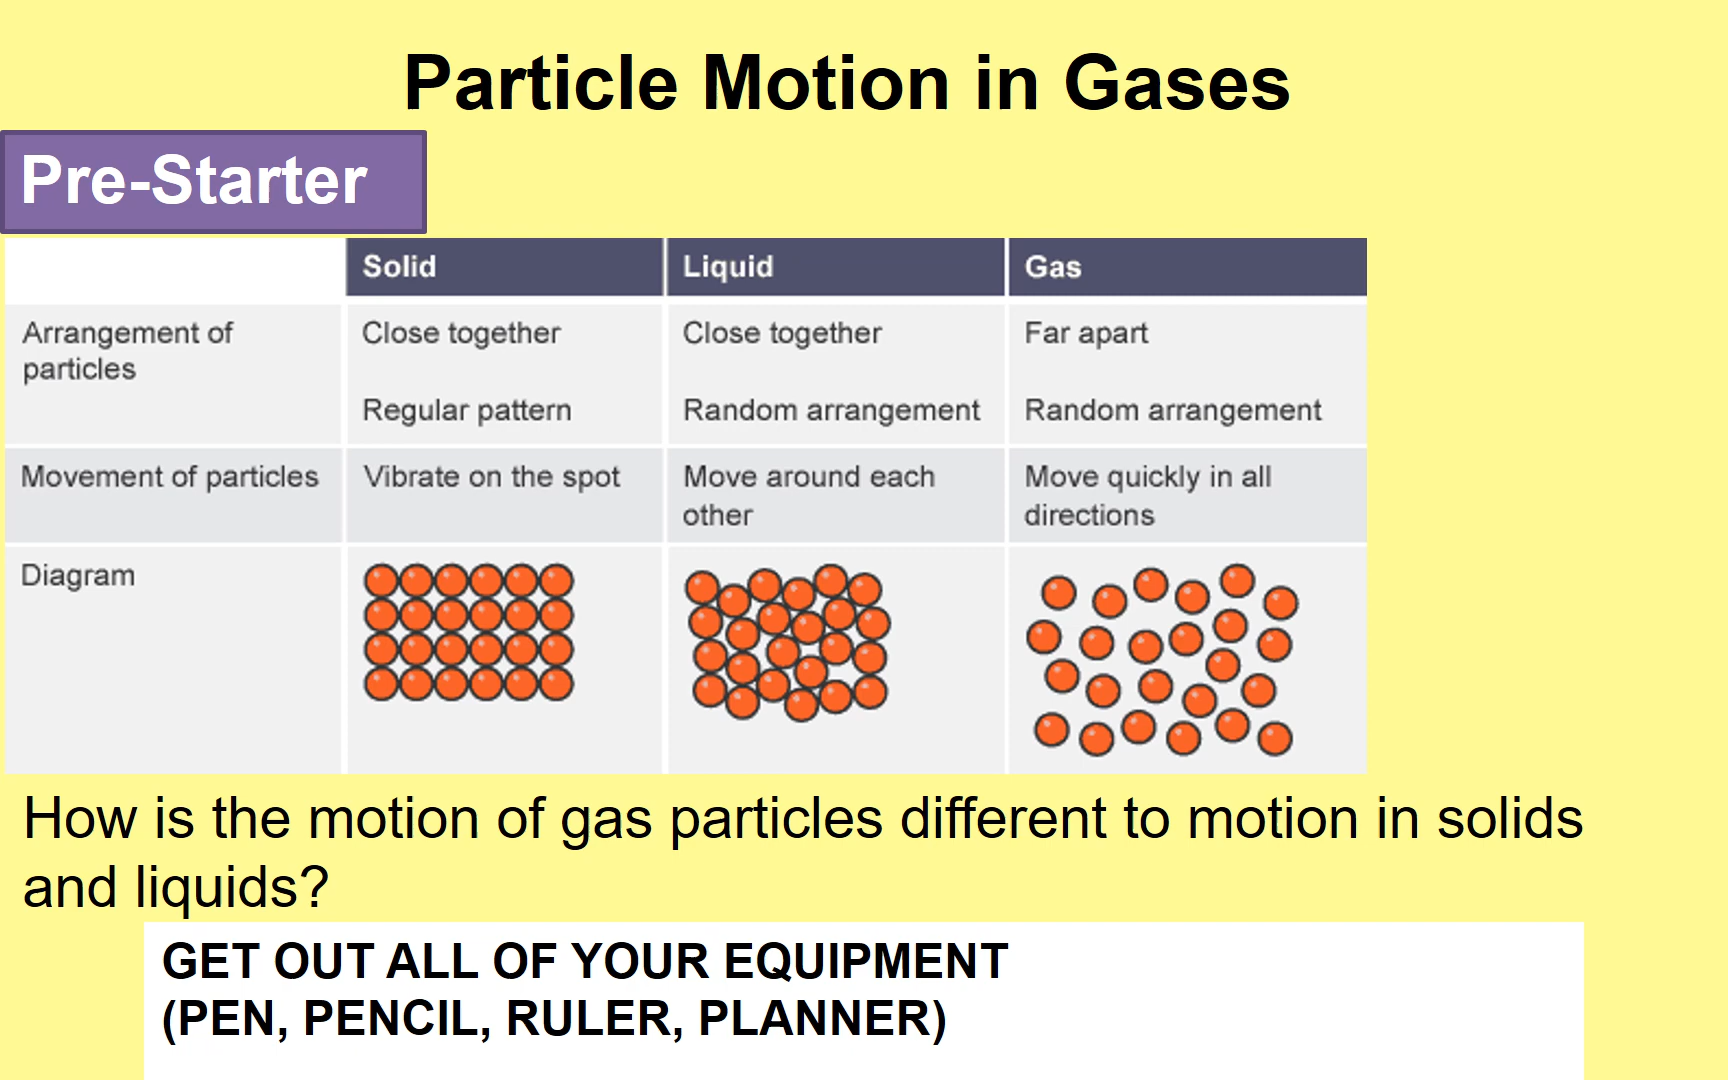 Particle Motion in Gases
Pre-Starter
Solid
Liquid
Gas
Arrangement of
particles
Close together
Regular pattern
Close together
Random arrangement
Far apart
Random arrangement
Movement of particles
Vibrate on the spot
Move around each
other
Move quickly in all
directions
Diagram
How is the motion of gas particles different to motion in solids
and liquids?
GET OUT ALL OF YOUR EQUIPMENT
(PEN, PENCIL, RULER, PLANNER)